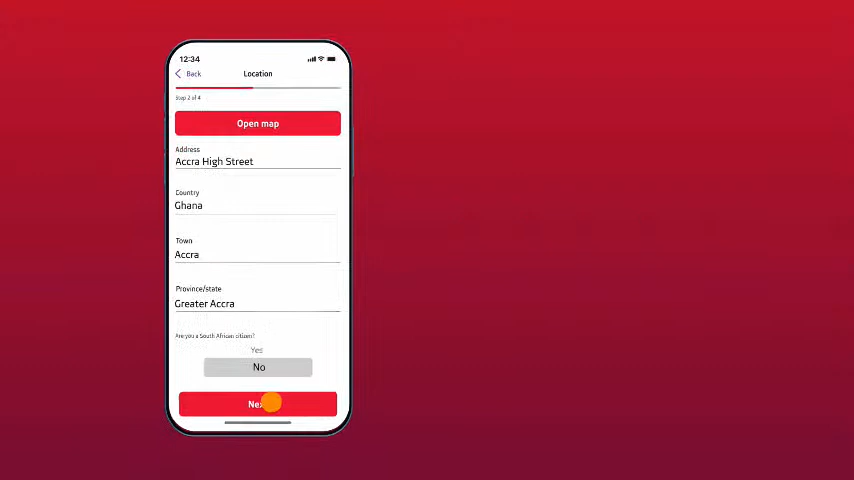 12:34
Back
Location
Step 2 of 4
Open map
Address
Accra High Street
Country
Ghana
Town
Accra
Province/state
Greater Accra
Are you a South African citizen?
Yes
No